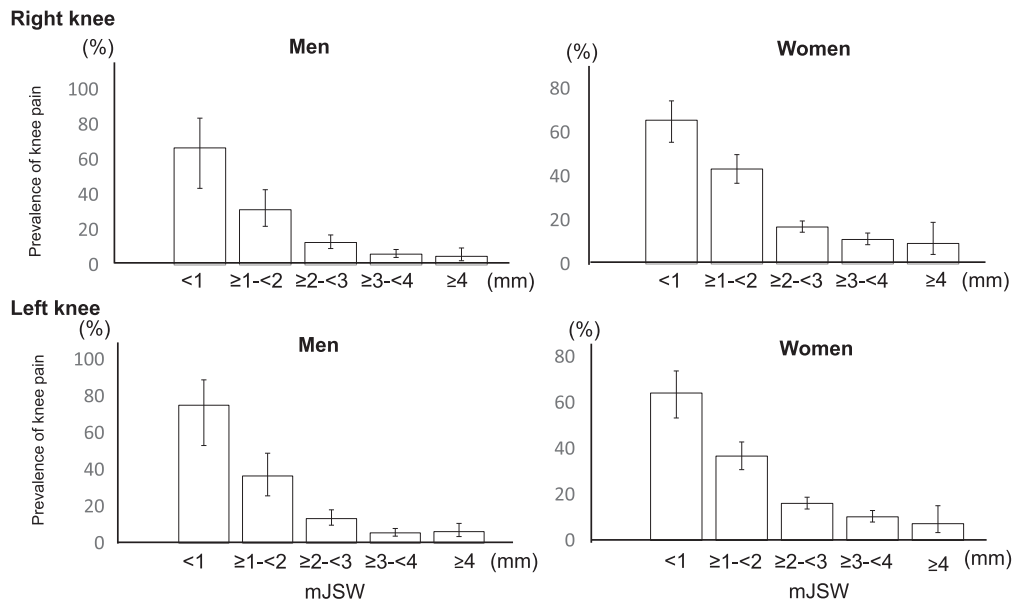 Right knee
(%) Men
Prevalence of knee pain
100
80
60
40
20
0
<1 ≥1-<2 ≥2-<3 ≥3-<4 ≥4 (mm)
(%) Women
80
60
40
20
0
<1 ≥1-<2 ≥2-<3 ≥3-<4 ≥4 (mm)
Left knee
(%) Men
Prevalence of knee pain
100
80
60
40
20
0
<1 ≥1-<2 ≥2-<3 ≥3-<4 ≥4 (mm)
mJSW
(%) Women
80
60
40
20
0
<1 ≥1-<2 ≥2-<3 ≥3-<4 ≥4 (mm)
mJSW